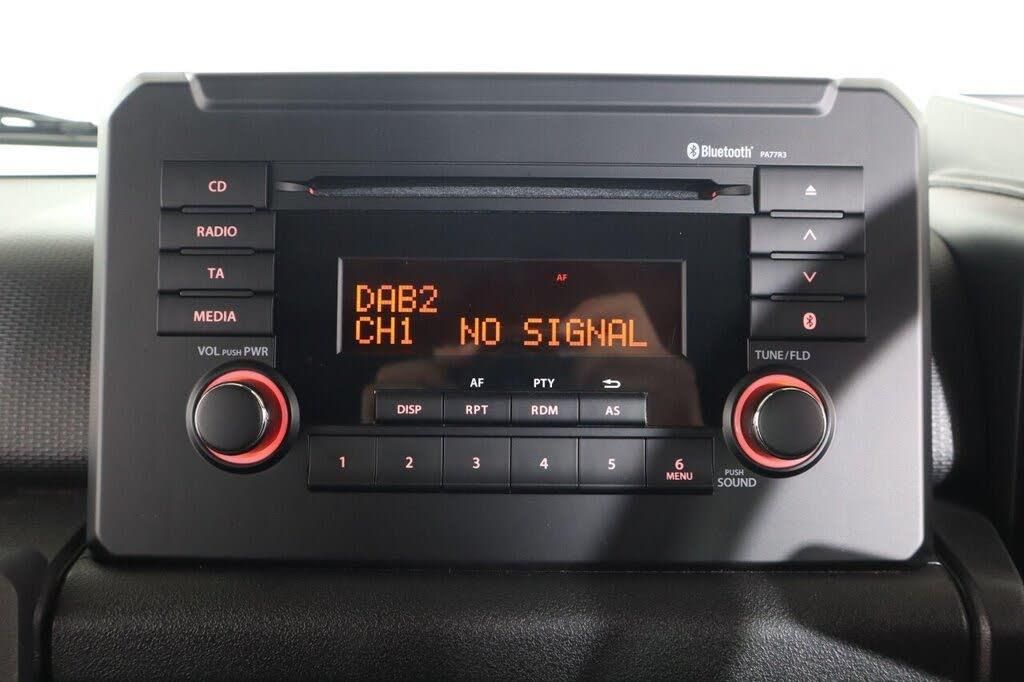 Bluetooth® PA77R3
CD
RADIO
TA
MEDIA
AF
DAB2
CH1 NO SIGNAL
VOL PUSH PWR
TUNE/FLD
AF PTY
DISP RPT RDM AS
1 2 3 4 5 6
MENU
PUSH
SOUND